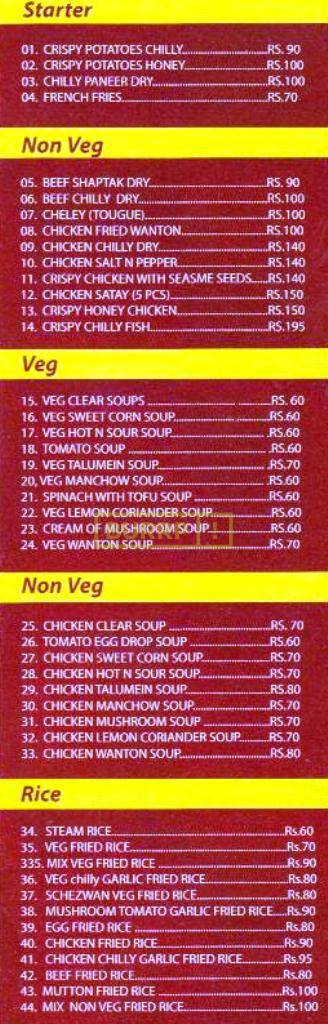 Starter
01. CRISPY POTATOES CHILLY.....RS. 90
02. CRISPY POTATOES HONEY.....RS.100
03. CHILLY PANEER DRY.....RS.100
04. FRENCH FRIES.....RS.70
Non Veg
05. BEEF SHAPTAK DRY.....RS. 90
06. BEEF CHILLY DRY.....RS.100
07. CHELEY (TOUGUE).....RS.100
08. CHICKEN FRIED WANTON.....RS.100
09. CHICKEN CHILLY DRY.....RS.140
10. CHICKEN SALT N PEPPER.....RS.140
11. CRISPY CHICKEN WITH SEASME SEEDS.....RS.140
12. CHICKEN SATAY (5 PCS).....RS.150
13. CRISPY HONEY CHICKEN.....RS.150
14. CRISPY CHILLY FISH.....RS.195
Veg
15. VEG CLEAR SOUPS .....RS. 60
16. VEG SWEET CORN SOUP.....RS.60
17. VEG HOT N SOUR SOUP.....RS.60
18. TOMATO SOUP .....RS.60
19. VEG TALUMEIN SOUP.....RS.70
20, VEG MANCHOW SOUP.....RS.60
21. SPINACH WITH TOFU SOUP .....RS.60
22. VEG LEMON CORIANDER SOUP.....RS.60
23. CREAM OF MUSHROOM SOUP.....RS.60
24. VEG WANTON SOUP.....RS.70
Non Veg
25. CHICKEN CLEAR SOUP .....RS. 70
26. TOMATO EGG DROP SOUP .....RS.60
27. CHICKEN SWEET CORN SOUP.....RS.70
28. CHICKEN HOT N SOUR SOUP.....RS.70
29. CHICKEN TALUMEIN SOUP.....RS.80
30. CHICKEN MANCHOW SOUP.....RS.70
31. CHICKEN MUSHROOM SOUP .....RS.70
32. CHICKEN LEMON CORIANDER SOUP.....RS.70
33. CHICKEN WANTON SOUP.....RS.80
Rice
34. STEAM RICE.....Rs.60
35. VEG FRIED RICE.....Rs.70
335. MIX VEG FRIED RICE .....Rs.90
36. VEG chilly GARLIC FRIED RICE.....Rs.80
37. SCHEZWAN VEG FRIED RICE.....Rs.80
38. MUSHROOM TOMATO GARLIC FRIED RICE.....Rs.90
39. EGG FRIED RICE .....Rs.80
40. CHICKEN FRIED RICE.....Rs.90
41. CHICKEN CHILLY GARLIC FRIED RICE.....Rs.95
42. BEEF FRIED RICE.....Rs.80
43. MUTTON FRIED RICE .....Rs.100
44. MIX NON VEG FRIED RICE.....Rs.100